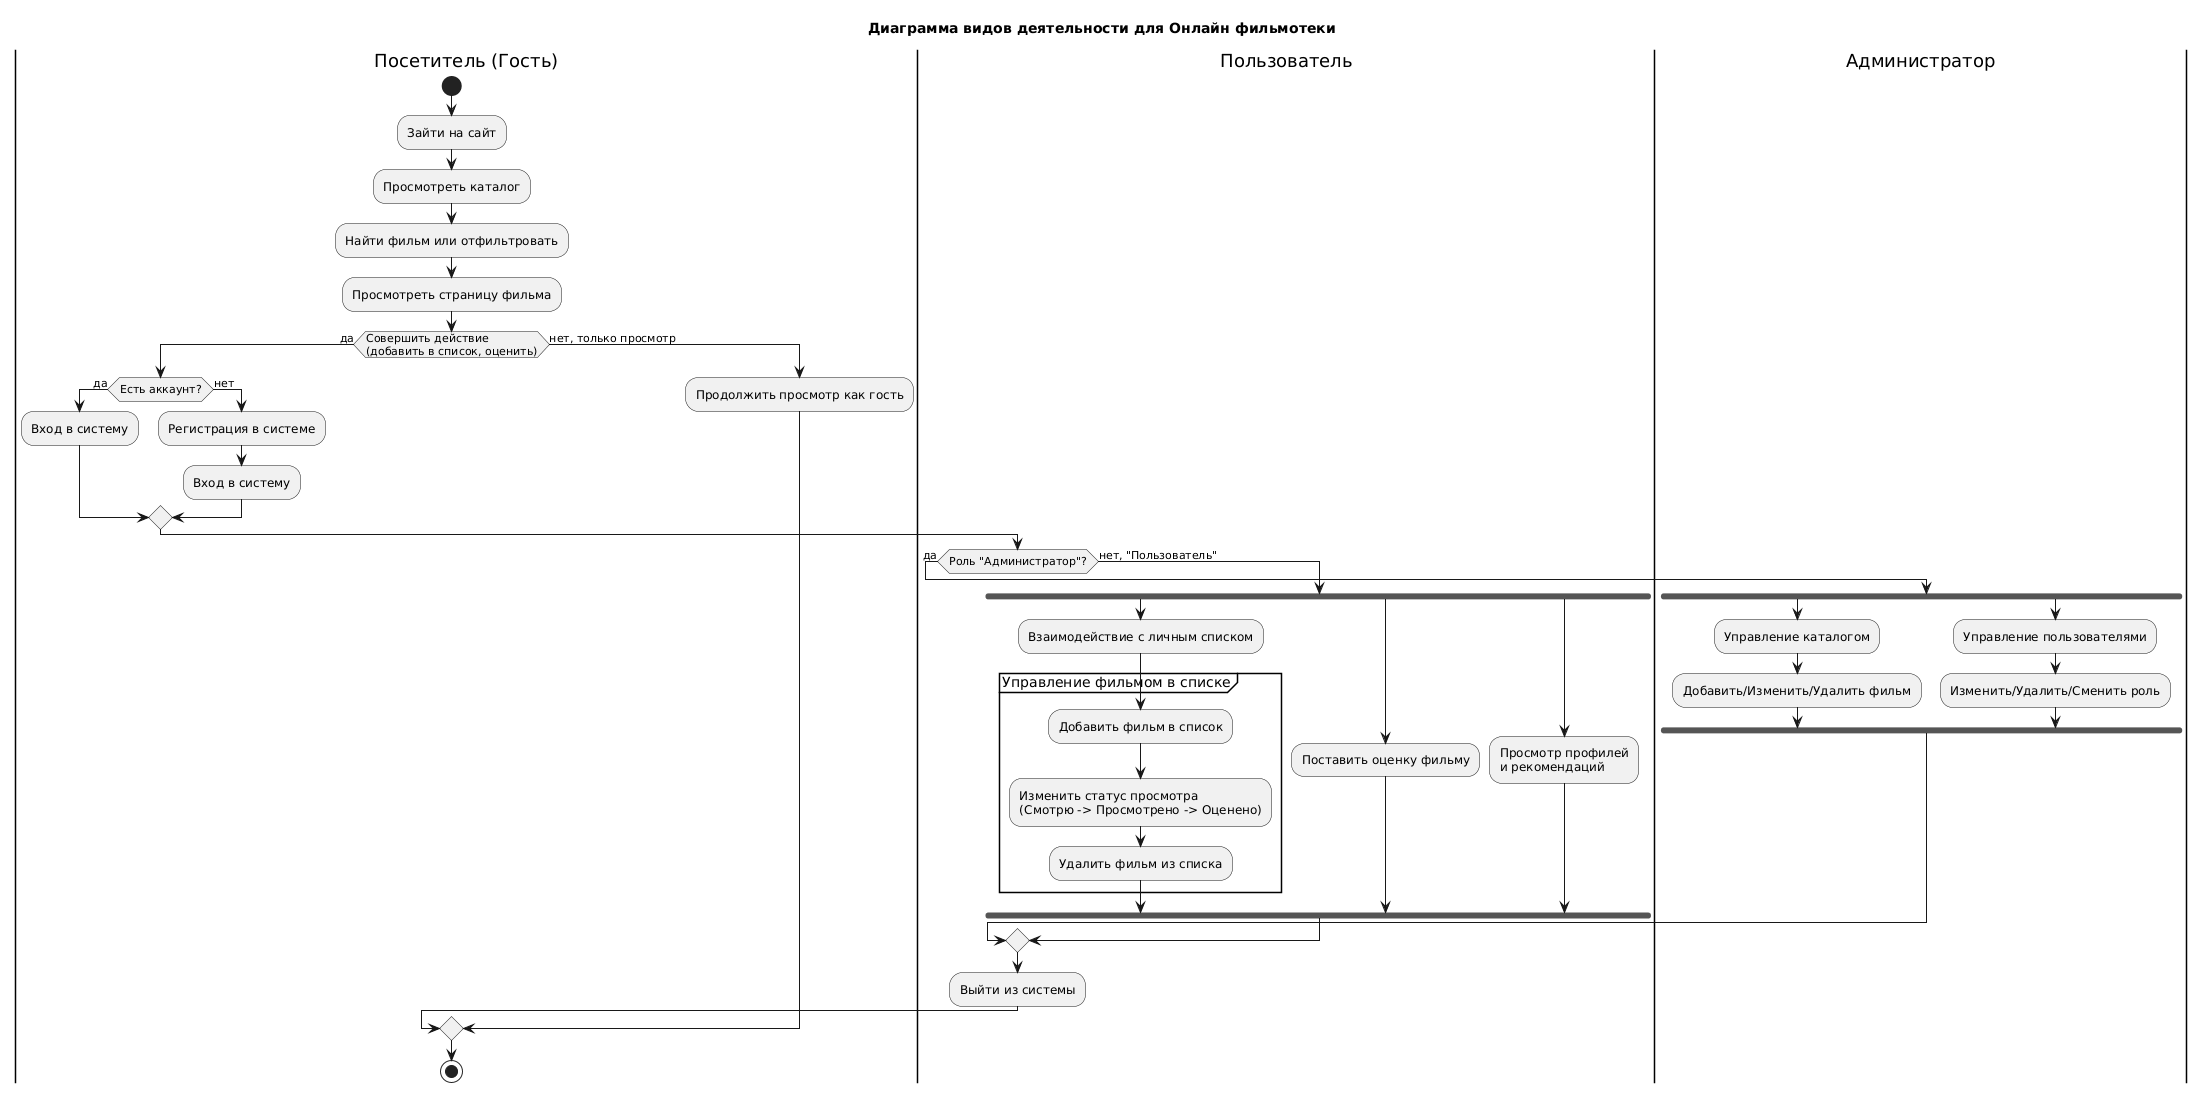 Диаграмма видов деятельности для Онлайн фильмотеки
Посетитель (Гость)
Пользователь
Администратор
Зайти на сайт
Просмотреть каталог
Найти фильм или отфильтровать
Просмотреть страницу фильма
да
Совершить действие
(добавить в список, оценить)
нет, только просмотр
да
Есть аккаунт?
нет
Продолжить просмотр как гость
Вход в систему
Регистрация в системе
Вход в систему
да
Роль "Администратор"?
нет, "Пользователь"
Взаимодействие с личным списком
Управление фильмом в списке
Добавить фильм в список
Изменить статус просмотра
(Смотрю -> Просмотрено -> Оценено)
Удалить фильм из списка
Поставить оценку фильму
Просмотр профилей
и рекомендаций
Управление каталогом
Добавить/Изменить/Удалить фильм
Управление пользователями
Изменить/Удалить/Сменить роль
Выйти из системы